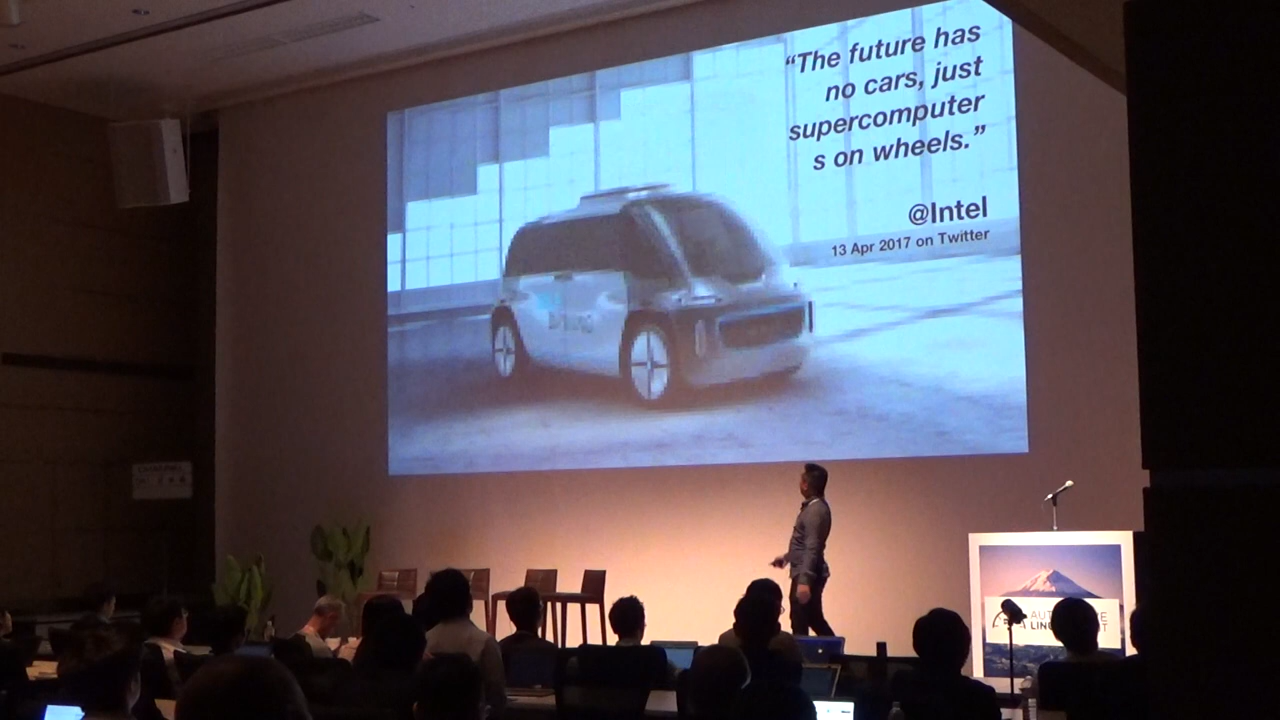 “The future has
no cars, just
supercomputer
s on wheels.”
@Intel
13 Apr 2017 on Twitter